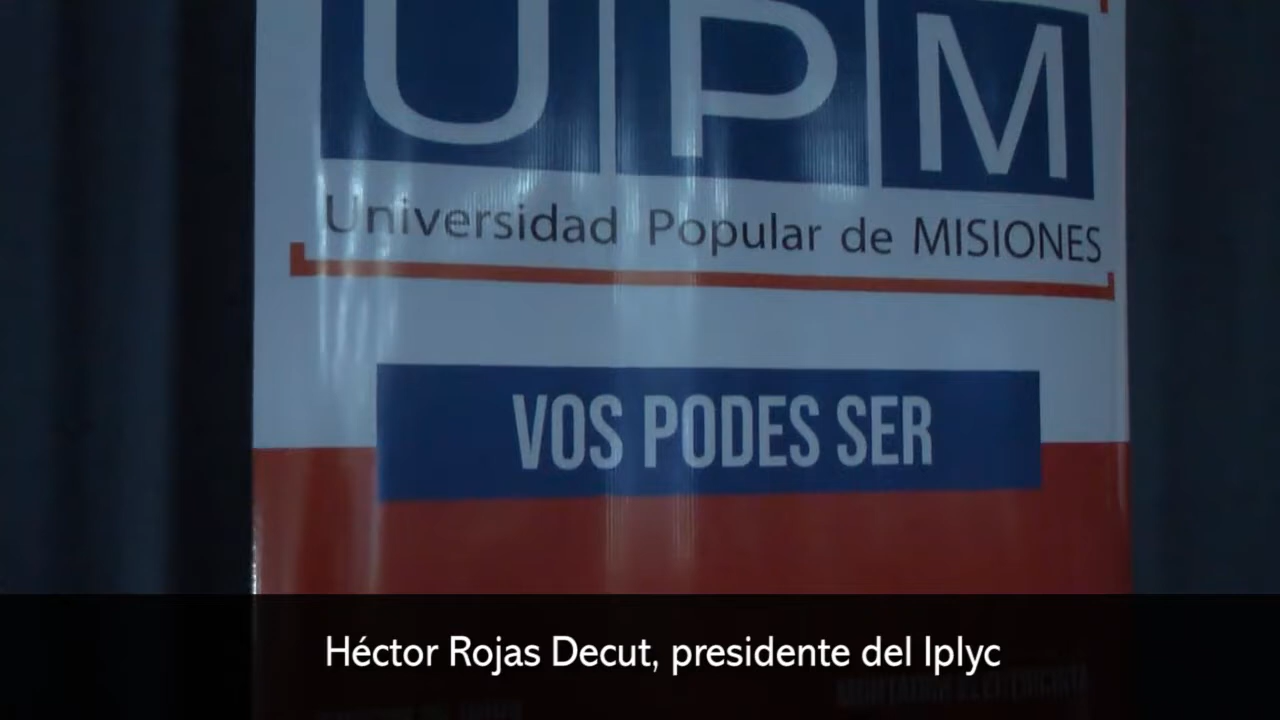 UPM
Universidad Popular de MISIONES
VOS PODES SER
Héctor Rojas Decut, presidente del Iplyc